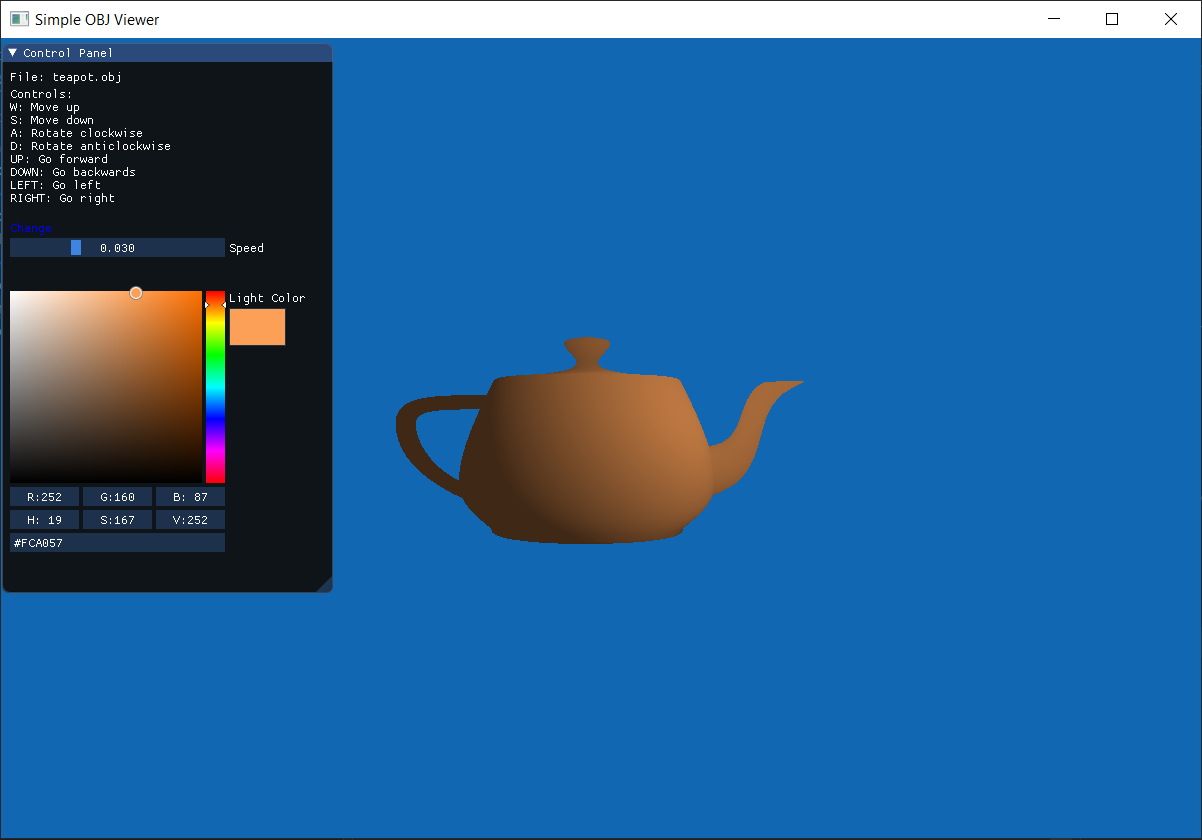 Simple OBJ Viewer
Control Panel
File: teapot.obj
Controls:
W: Move up
S: Move down
A: Rotate clockwise
D: Rotate anticlockwise
UP: Go forward
DOWN: Go backwards
LEFT: Go left
RIGHT: Go right
Change
0.030 Speed
Light Color
R:252 G:160 B: 87
H: 19 S:167 V:252
#FCA057